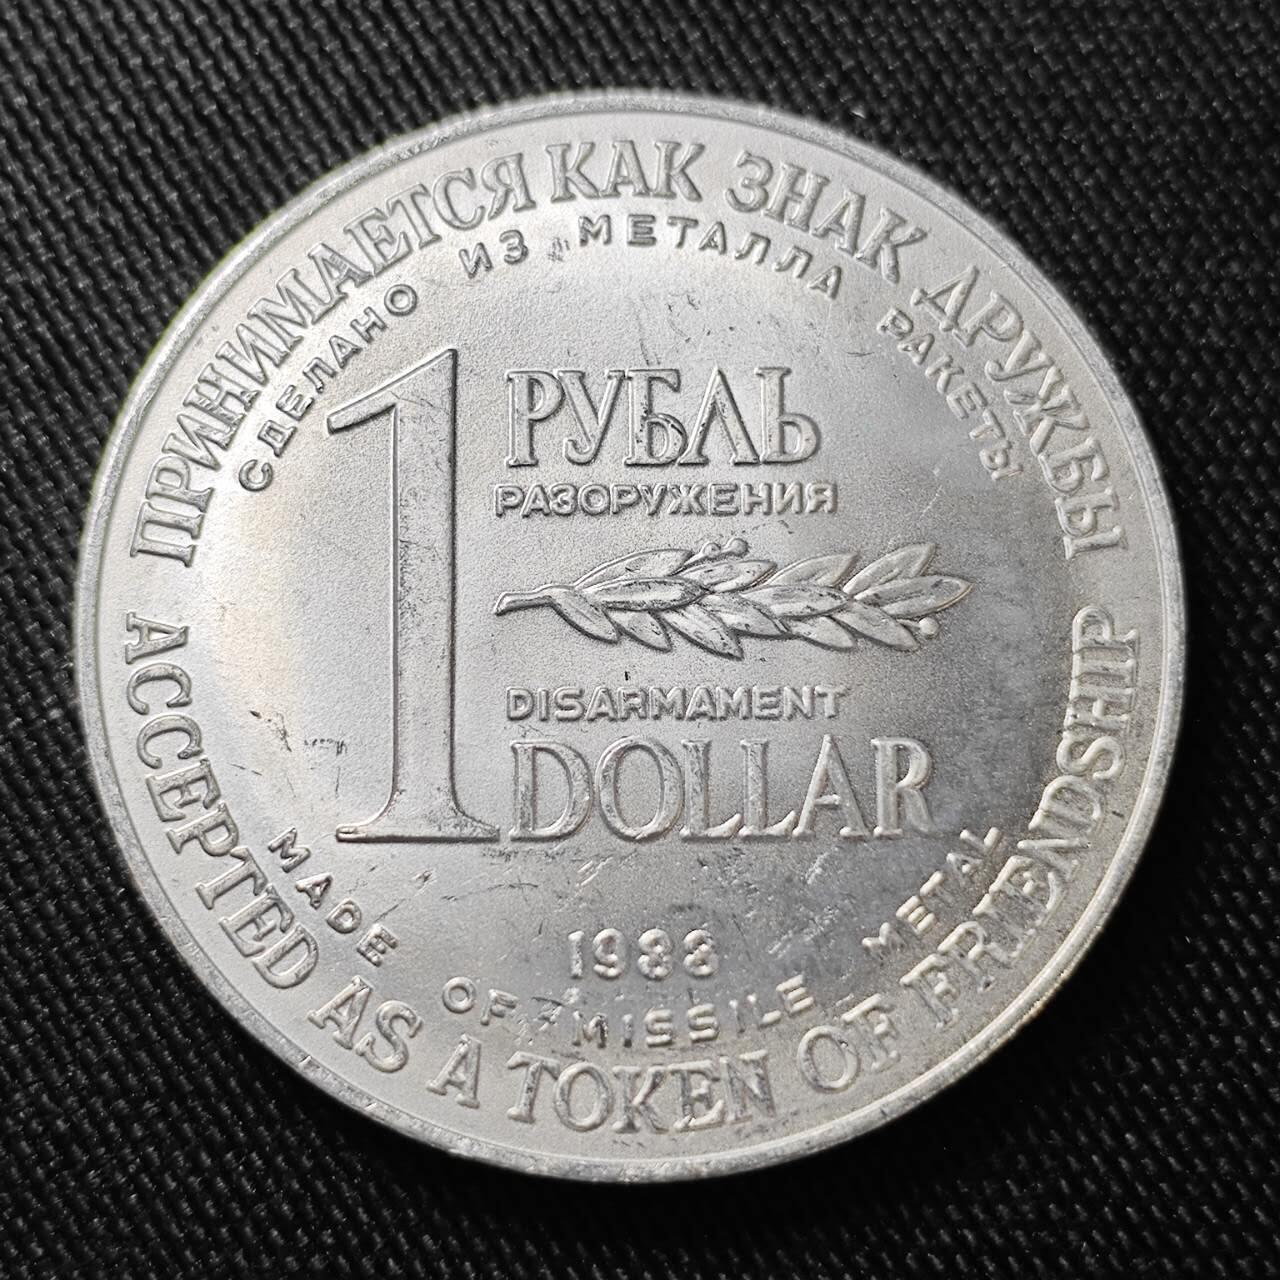 ПРИНИМАЕТСЯ КАК ЗНАК ДРУЖБЫ
СДЕЛАНО ИЗ МЕТАЛЛА РАКЕТЫ
1 РУБЛЬ
РАЗОРУЖЕНИЯ
DISARMAMENT
DOLLAR
1988
MADE OF MISSILE METAL
ACCEPTED AS A TOKEN OF FRIENDSHIP